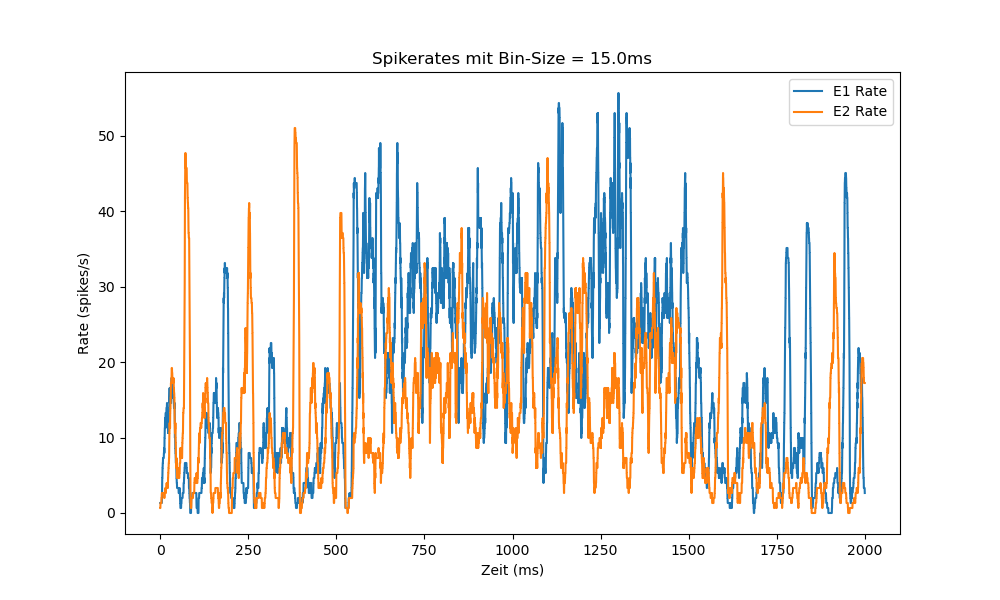 Spikerates mit Bin-Size = 15.0ms
E1 Rate
E2 Rate
Rate (spikes/s)
50
40
30
20
10
0
0 250 500 750 1000 1250 1500 1750 2000
Zeit (ms)